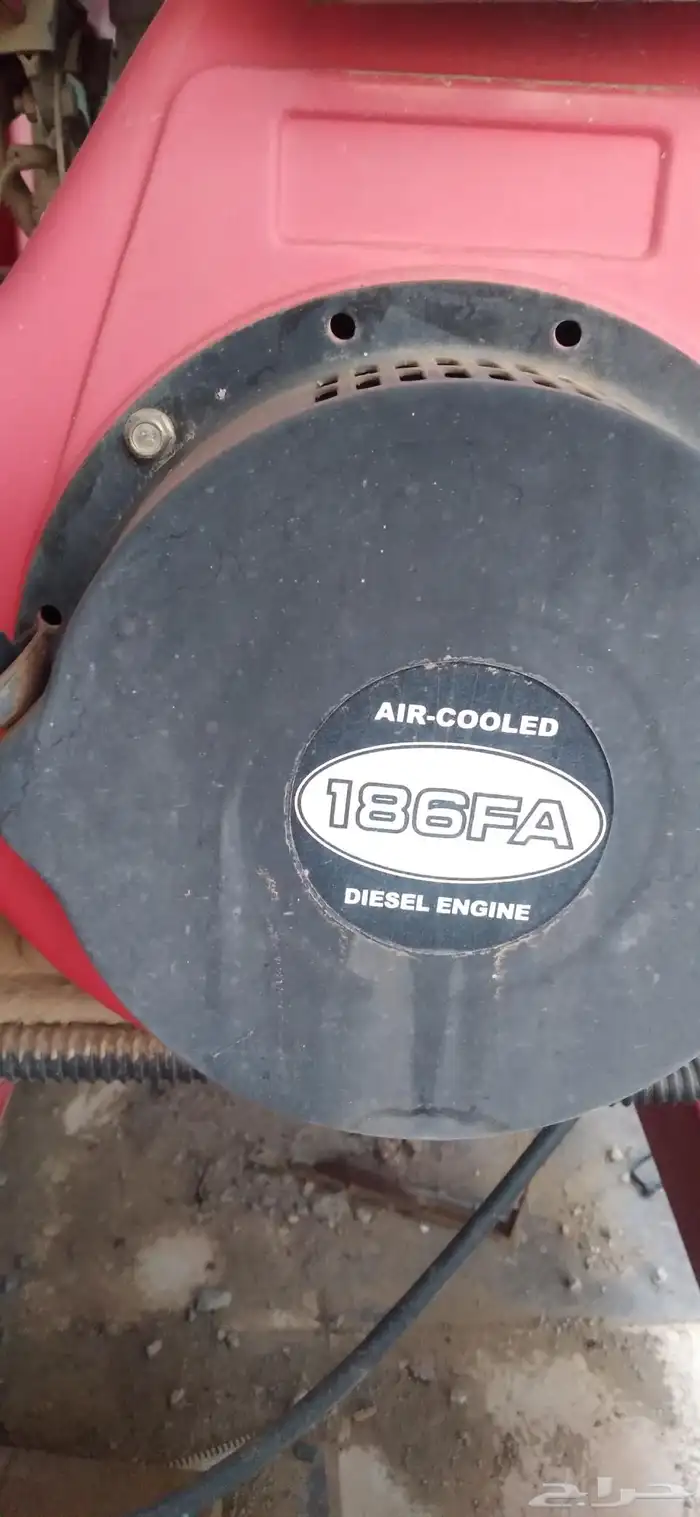 AIR-COOLED
186FA
DIESEL ENGINE
حراج